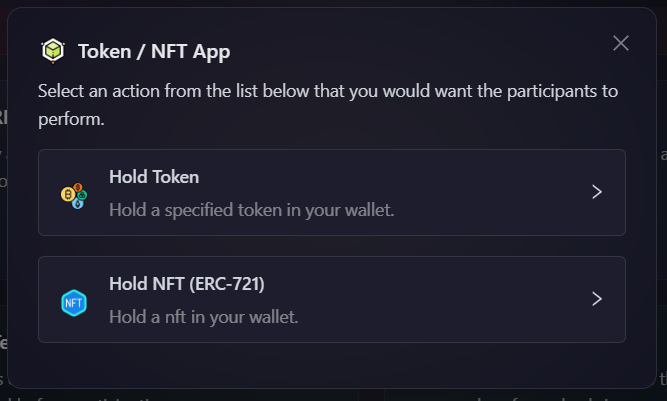 Token / NFT App
Select an action from the list below that you would want the participants to
perform.
Hold Token
Hold a specified token in your wallet.
NFT
Hold NFT (ERC-721)
Hold a nft in your wallet.